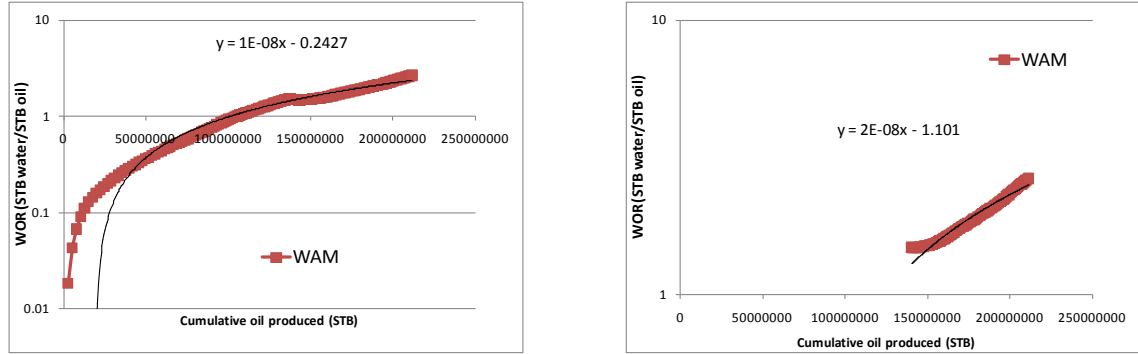 10
y = 1E-08x - 0.2427
WOR (STB water/STB oil)
1
0 50000000 100000000 150000000 200000000 250000000
0.1
WAM
0.01
Cumulative oil produced (STB)
10
WAM
y = 2E-08x - 1.101
WOR (STB water/STB oil)
1
0 50000000 100000000 150000000 200000000 250000000
Cumulative oil produced (STB)